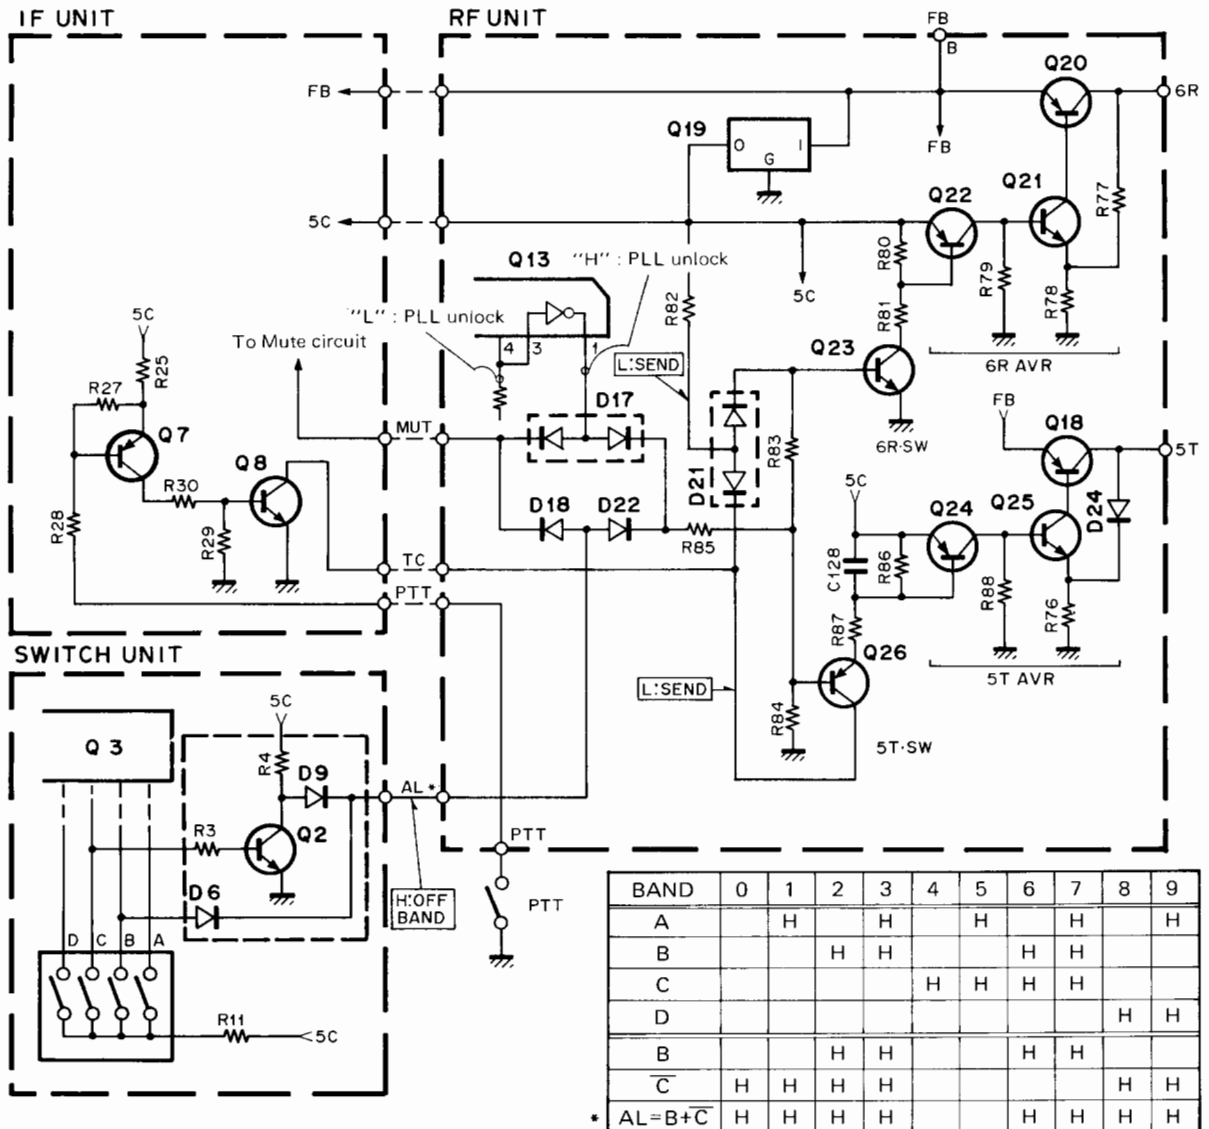 IF UNIT
RF UNIT
FB
B
Q20
FB
6R
Q19
O
I
G
FB
Q22
Q21
R77
5C
R80
R79
R78
Q13
"H" : PLL unlock
5C
R82
R81
"L" : PLL unlock
4
3
1
5C
To Mute circuit
R25
L:SEND
Q23
6R AVR
R27
D17
6R·SW
FB
Q18
Q7
MUT
5T
Q8
R83
D21
R30
5C
Q24
Q25
D24
R28
R29
D18
D22
R85
C128
R86
R88
R76
TC
PTT
R87
Q26
5T AVR
SWITCH UNIT
L:SEND
R84
5T·SW
5C
Q 3
R4
D9
AL *
R3
Q2
PTT
D6
H:OFF
BAND
PTT
D C B A
R11
5C
BAND 0 1 2 3 4 5 6 7 8 9
A H H H H H
B H H H H
C H H H H
D H H
B H H H H
C̅ H H H H H H
* AL=B+C̅ H H H H H H H H